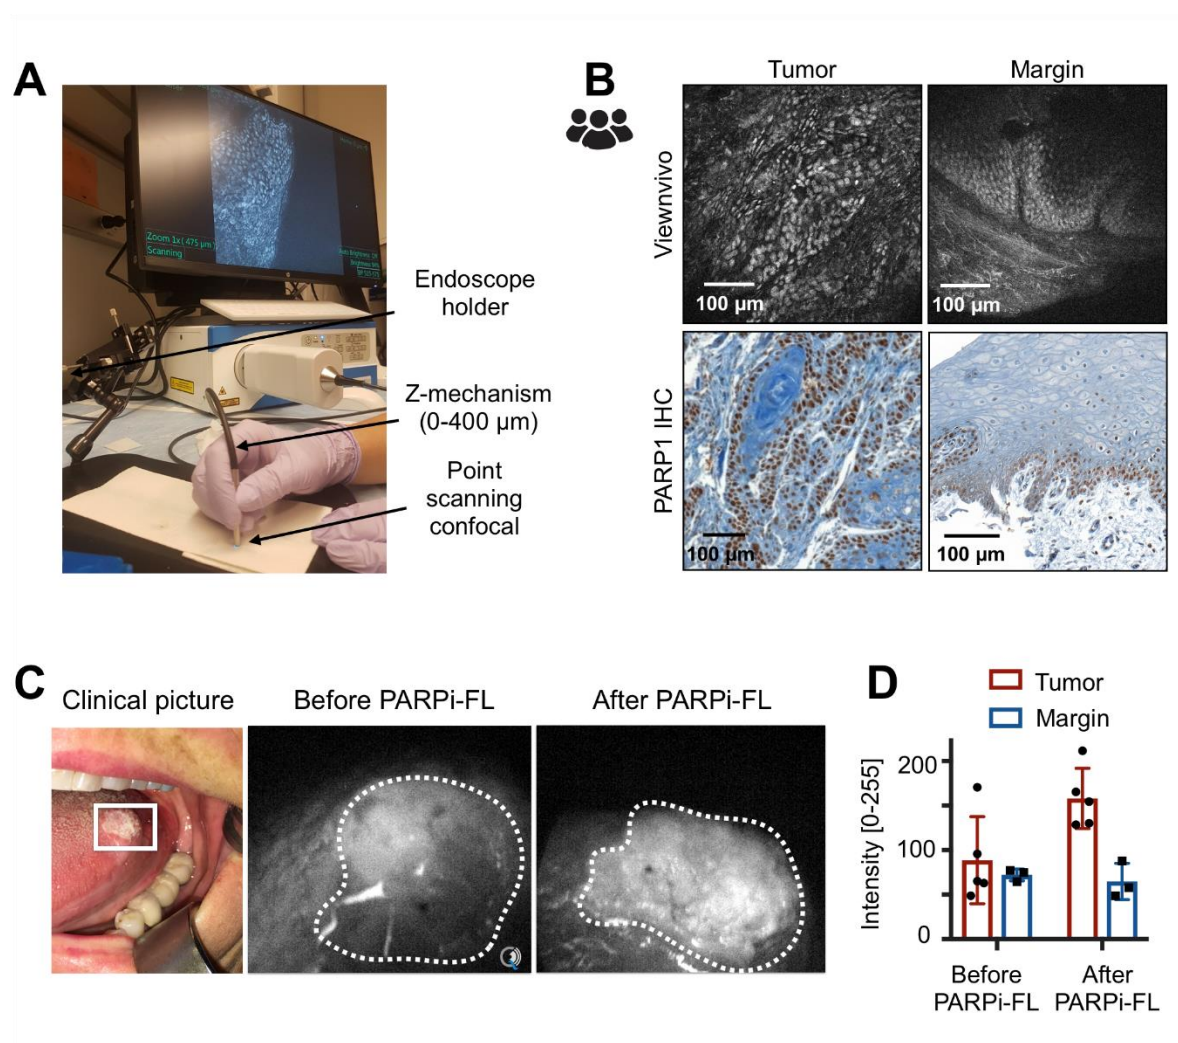 A
Zoom 1x( 475 µm )
Scanning
Endoscope
holder
Z-mechanism
(0-400 µm)
Point
scanning
confocal
B
Tumor
Margin
Viewnvivo
100 µm
100 µm
PARP1 IHC
100 µm
100 µm
C
Clinical picture
Before PARPi-FL
After PARPi-FL
D
Tumor
Margin
Intensity [0-255]
200
100
0
Before
PARPi-FL
After
PARPi-FL